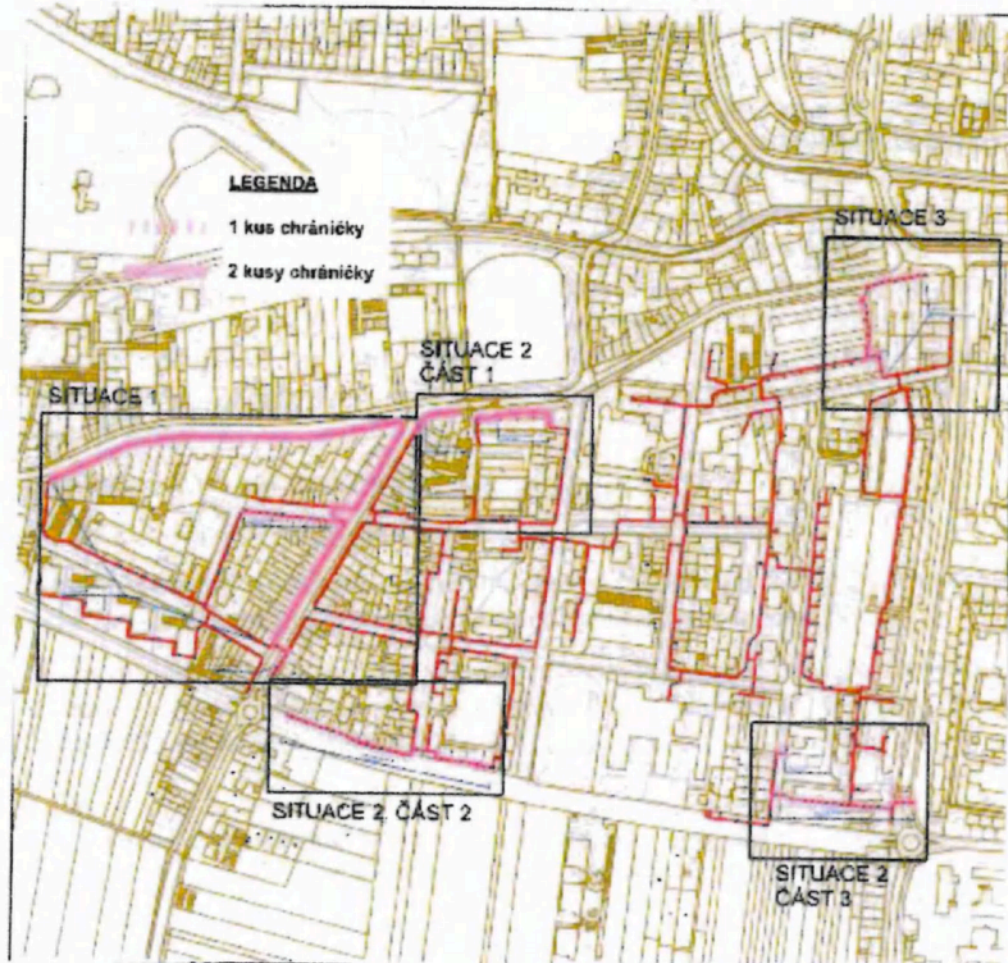 LEGENDA
1 kus chráničky
2 kusy chráničky
SITUACE 3
SITUACE 2
ČÁST 1
SITUACE 1
SITUACE 2 ČÁST 2
SITUACE 2
ČÁST 3